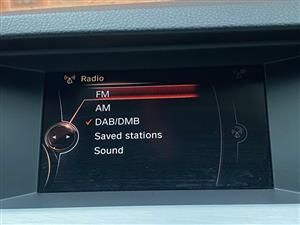 Radio
FM
AM
DAB/DMB
Saved stations
Sound